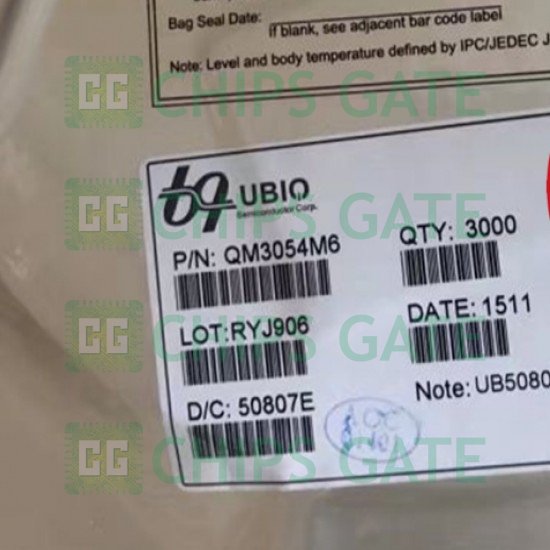 Bag Seal Date:
if blank, see adjacent bar code label
Note: Level and body temperature defined by IPC/JEDEC J
CG CHIPS GATE
UBIQ
Semiconductor Corp.
P/N: QM3054M6
QTY: 3000
CG CHIPS GATE
LOT:RYJ906
DATE: 1511
CG CHIPS GATE
D/C: 50807E
Note: UB5080
CG CHIPS GATE